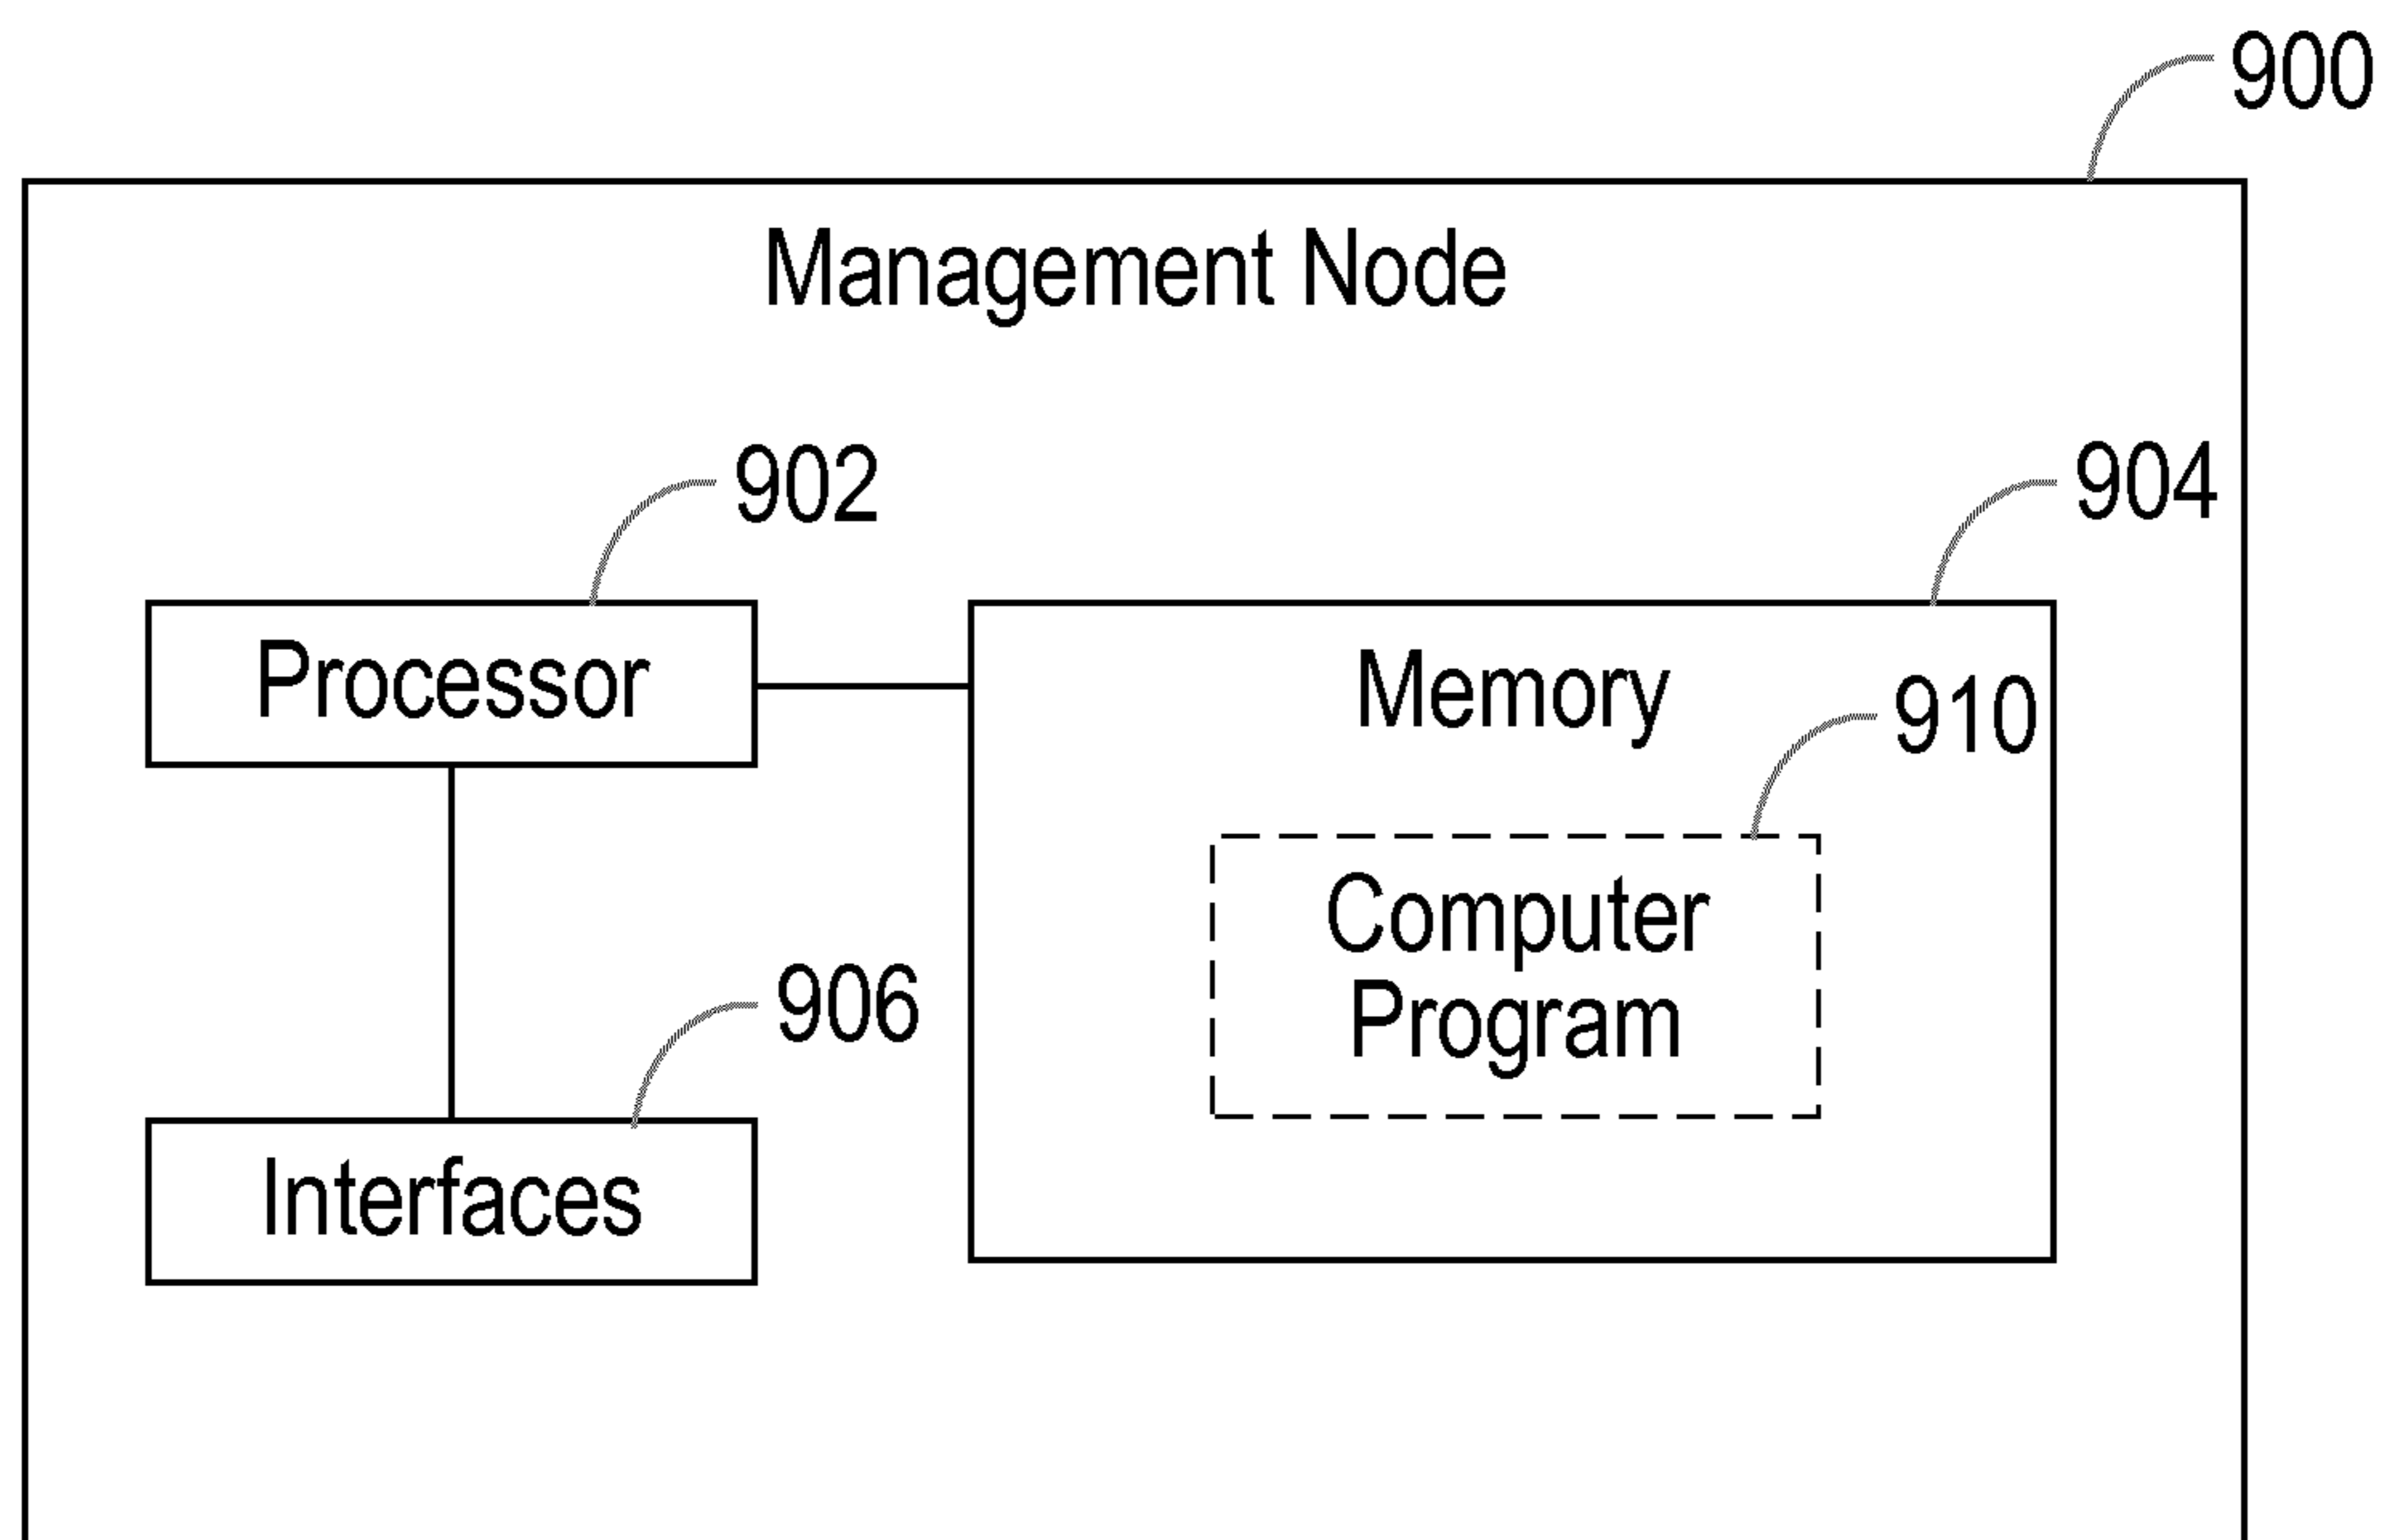 900
Management Node
902
904
Processor
Memory
910
Computer
Program
906
Interfaces